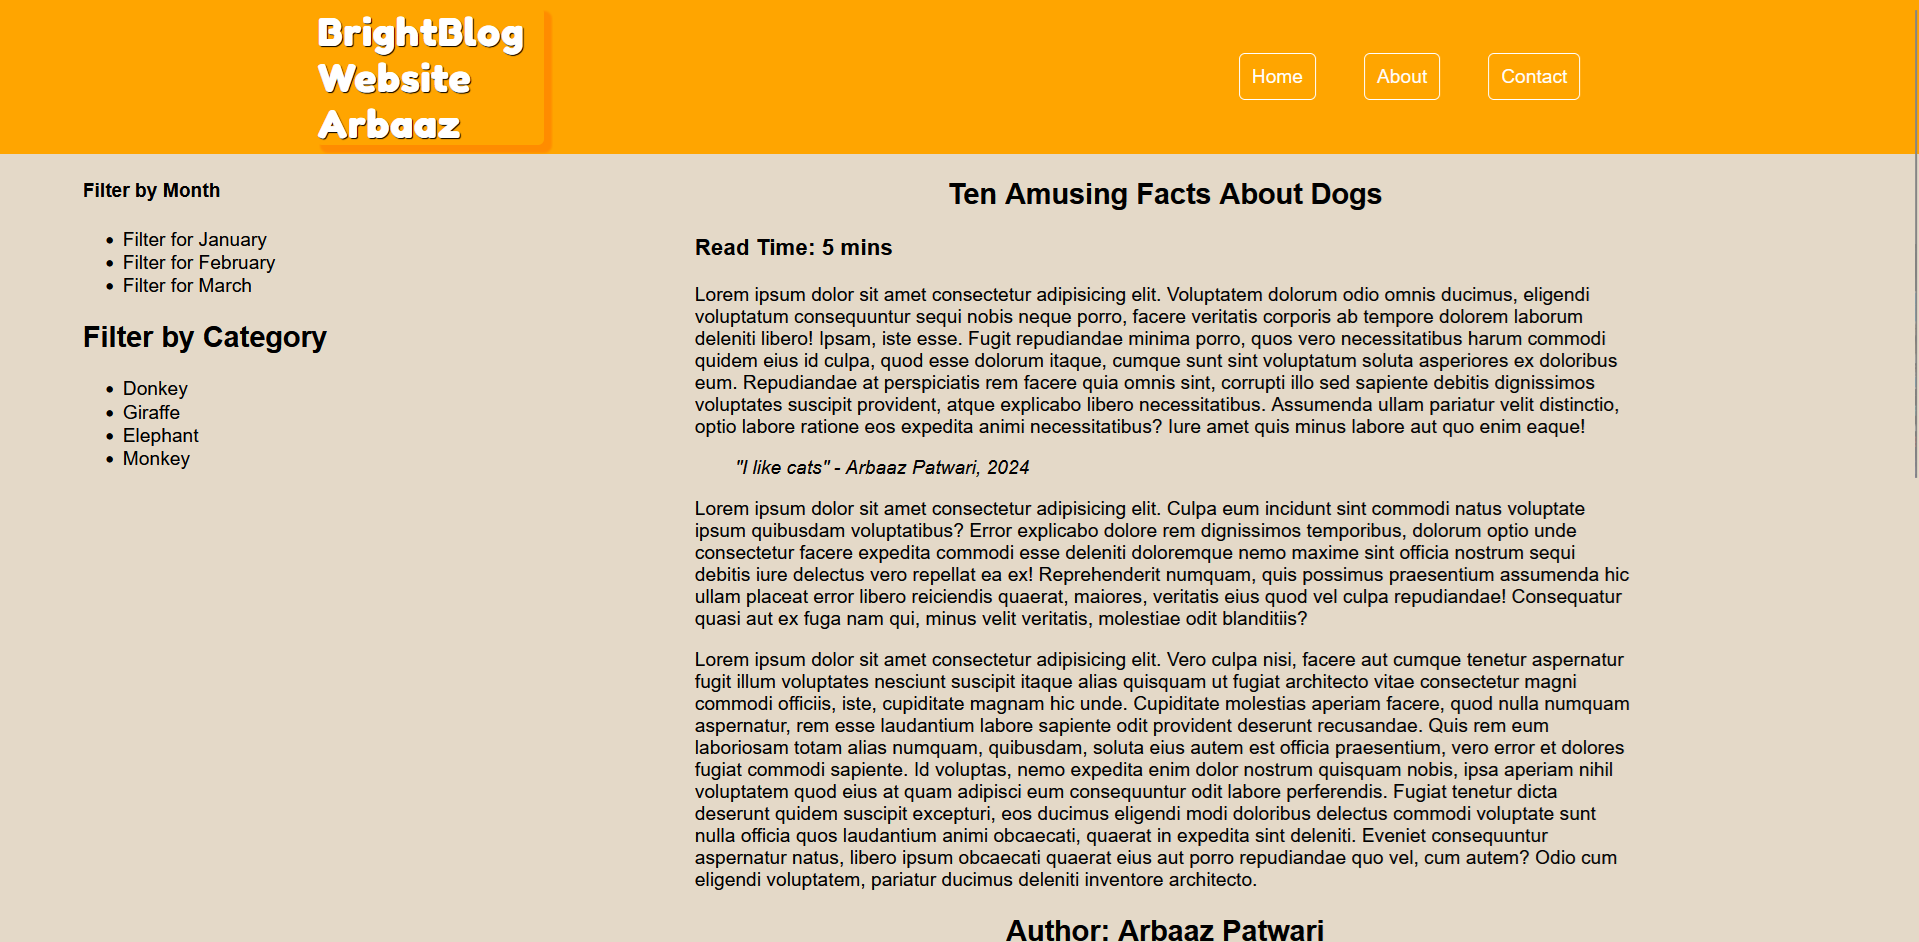 BrightBlog
Website
Arbaaz
Home
About
Contact
Filter by Month
Filter for January
Filter for February
Filter for March
Filter by Category
Donkey
Giraffe
Elephant
Monkey
Ten Amusing Facts About Dogs
Read Time: 5 mins
Lorem ipsum dolor sit amet consectetur adipisicing elit. Voluptatem dolorum odio omnis ducimus, eligendi
voluptatum consequuntur sequi nobis neque porro, facere veritatis corporis ab tempore dolorem laborum
deleniti libero! Ipsam, iste esse. Fugit repudiandae minima porro, quos vero necessitatibus harum commodi
quidem eius id culpa, quod esse dolorum itaque, cumque sunt sint voluptatum soluta asperiores ex doloribus
eum. Repudiandae at perspiciatis rem facere quia omnis sint, corrupti illo sed sapiente debitis dignissimos
voluptates suscipit provident, atque explicabo libero necessitatibus. Assumenda ullam pariatur velit distinctio,
optio labore ratione eos expedita animi necessitatibus? Iure amet quis minus labore aut quo enim eaque!
"I like cats" - Arbaaz Patwari, 2024
Lorem ipsum dolor sit amet consectetur adipisicing elit. Culpa eum incidunt sint commodi natus voluptate
ipsum quibusdam voluptatibus? Error explicabo dolore rem dignissimos temporibus, dolorum optio unde
consectetur facere expedita commodi esse deleniti doloremque nemo maxime sint officia nostrum sequi
debitis iure delectus vero repellat ea ex! Reprehenderit numquam, quis possimus praesentium assumenda hic
ullam placeat error libero reiciendis quaerat, maiores, veritatis eius quod vel culpa repudiandae! Consequatur
quasi aut ex fuga nam qui, minus velit veritatis, molestiae odit blanditiis?
Lorem ipsum dolor sit amet consectetur adipisicing elit. Vero culpa nisi, facere aut cumque tenetur aspernatur
fugit illum voluptates nesciunt suscipit itaque alias quisquam ut fugiat architecto vitae consectetur magni
commodi officiis, iste, cupiditate magnam hic unde. Cupiditate molestias aperiam facere, quod nulla numquam
aspernatur, rem esse laudantium labore sapiente odit provident deserunt recusandae. Quis rem eum
laboriosam totam alias numquam, quibusdam, soluta eius autem est officia praesentium, vero error et dolores
fugiat commodi sapiente. Id voluptas, nemo expedita enim dolor nostrum quisquam nobis, ipsa aperiam nihil
voluptatem quod eius at quam adipisci eum consequuntur odit labore perferendis. Fugiat tenetur dicta
deserunt quidem suscipit excepturi, eos ducimus eligendi modi doloribus delectus commodi voluptate sunt
nulla officia quos laudantium animi obcaecati, quaerat in expedita sint deleniti. Eveniet consequuntur
aspernatur natus, libero ipsum obcaecati quaerat eius aut porro repudiandae quo vel, cum autem? Odio cum
eligendi voluptatem, pariatur ducimus deleniti inventore architecto.
Author: Arbaaz Patwari